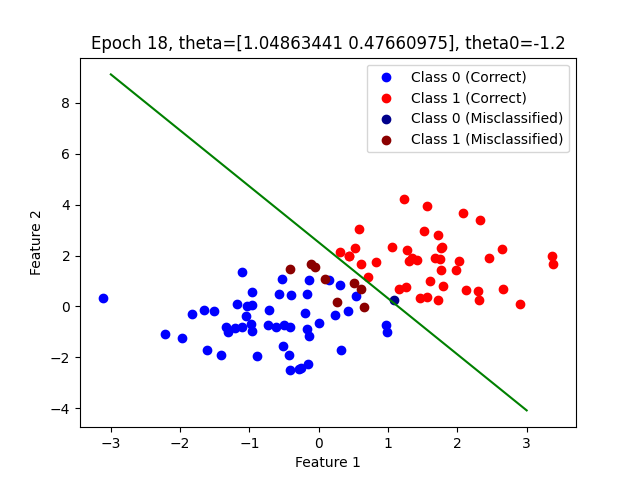 Epoch 18, theta=[1.04863441 0.47660975], theta0=-1.2
Class 0 (Correct)
Class 1 (Correct)
Class 0 (Misclassified)
Class 1 (Misclassified)
8
6
4
2
0
−2
−4
Feature 2
−3 −2 −1 0 1 2 3
Feature 1